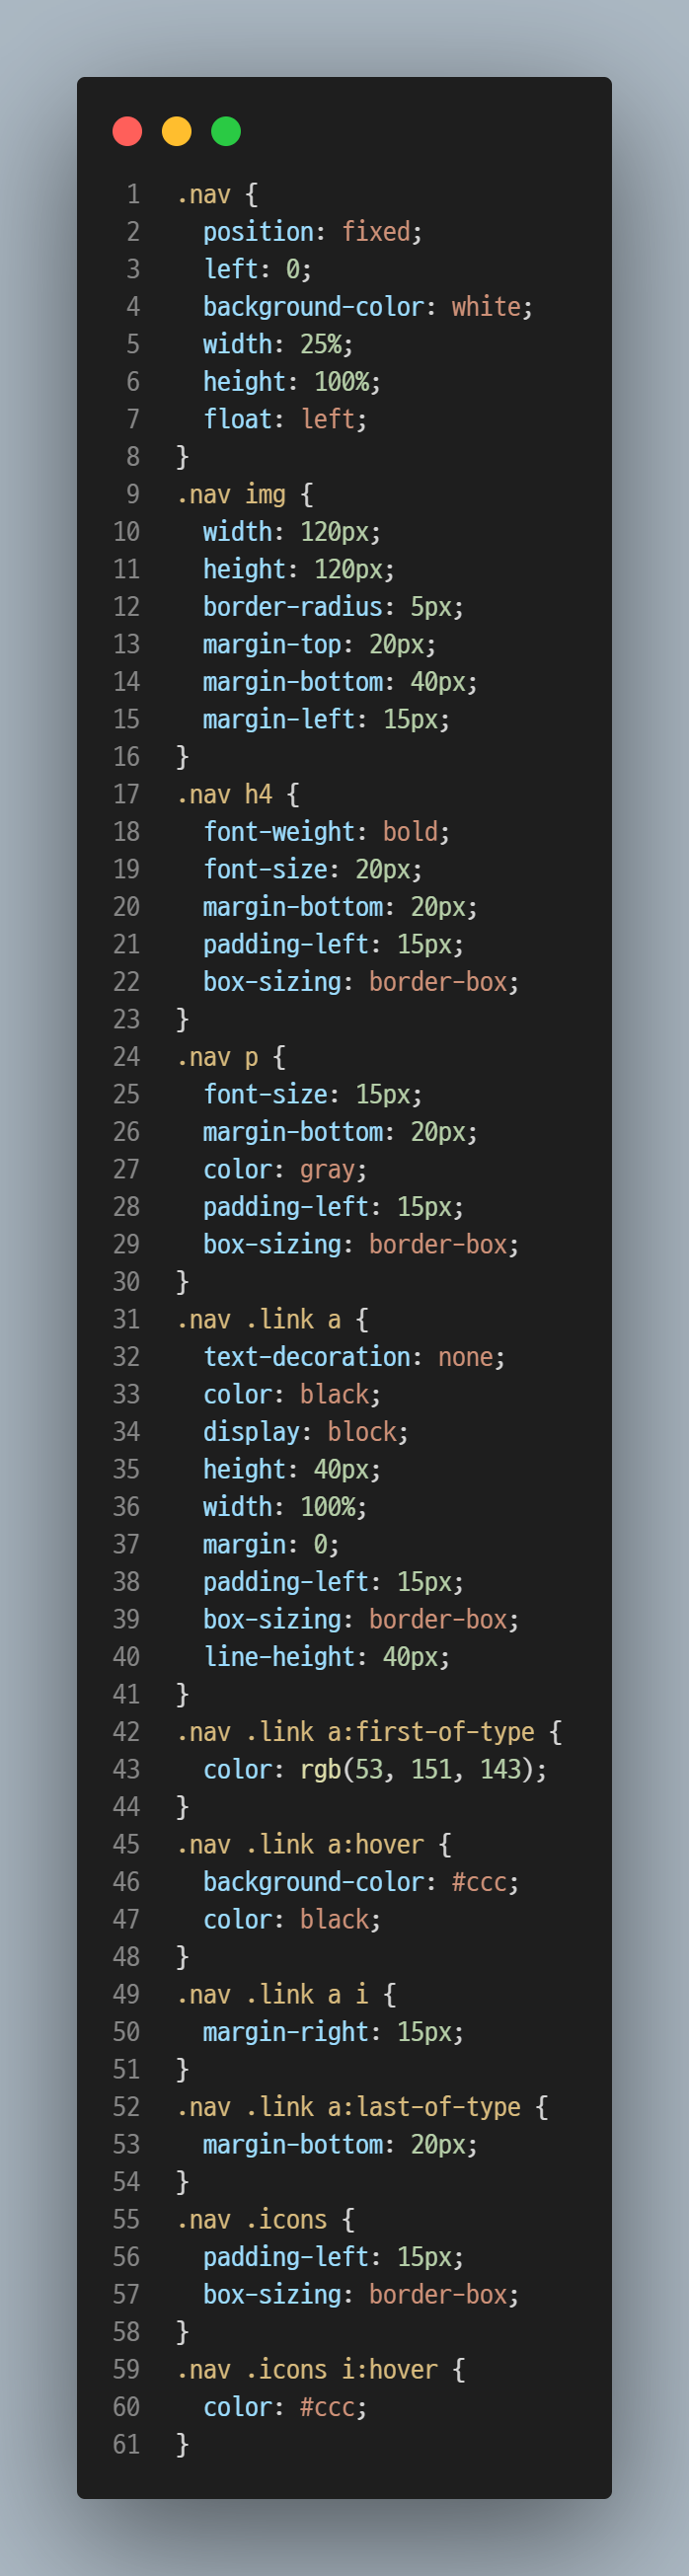 1 .nav {
2   position: fixed;
3   left: 0;
4   background-color: white;
5   width: 25%;
6   height: 100%;
7   float: left;
8 }
9 .nav img {
10   width: 120px;
11   height: 120px;
12   border-radius: 5px;
13   margin-top: 20px;
14   margin-bottom: 40px;
15   margin-left: 15px;
16 }
17 .nav h4 {
18   font-weight: bold;
19   font-size: 20px;
20   margin-bottom: 20px;
21   padding-left: 15px;
22   box-sizing: border-box;
23 }
24 .nav p {
25   font-size: 15px;
26   margin-bottom: 20px;
27   color: gray;
28   padding-left: 15px;
29   box-sizing: border-box;
30 }
31 .nav .link a {
32   text-decoration: none;
33   color: black;
34   display: block;
35   height: 40px;
36   width: 100%;
37   margin: 0;
38   padding-left: 15px;
39   box-sizing: border-box;
40   line-height: 40px;
41 }
42 .nav .link a:first-of-type {
43   color: rgb(53, 151, 143);
44 }
45 .nav .link a:hover {
46   background-color: #ccc;
47   color: black;
48 }
49 .nav .link a i {
50   margin-right: 15px;
51 }
52 .nav .link a:last-of-type {
53   margin-bottom: 20px;
54 }
55 .nav .icons {
56   padding-left: 15px;
57   box-sizing: border-box;
58 }
59 .nav .icons i:hover {
60   color: #ccc;
61 }